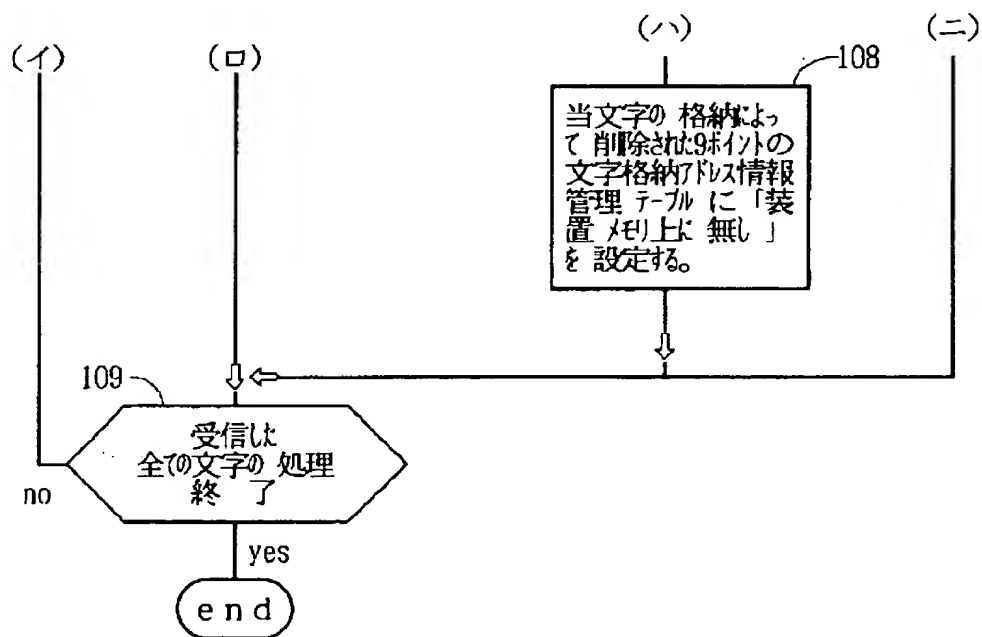 (イ)
(ロ)
(ハ)
(ニ)
108
当文字の 格納によっ
て 削除された9ポイントの
文字格納アドレス情報
管理 テーブル に 「装
置 メモリ上に 無し 」
を 設定する。
109
受信した
全ての文字の 処理
終 了
no
yes
end